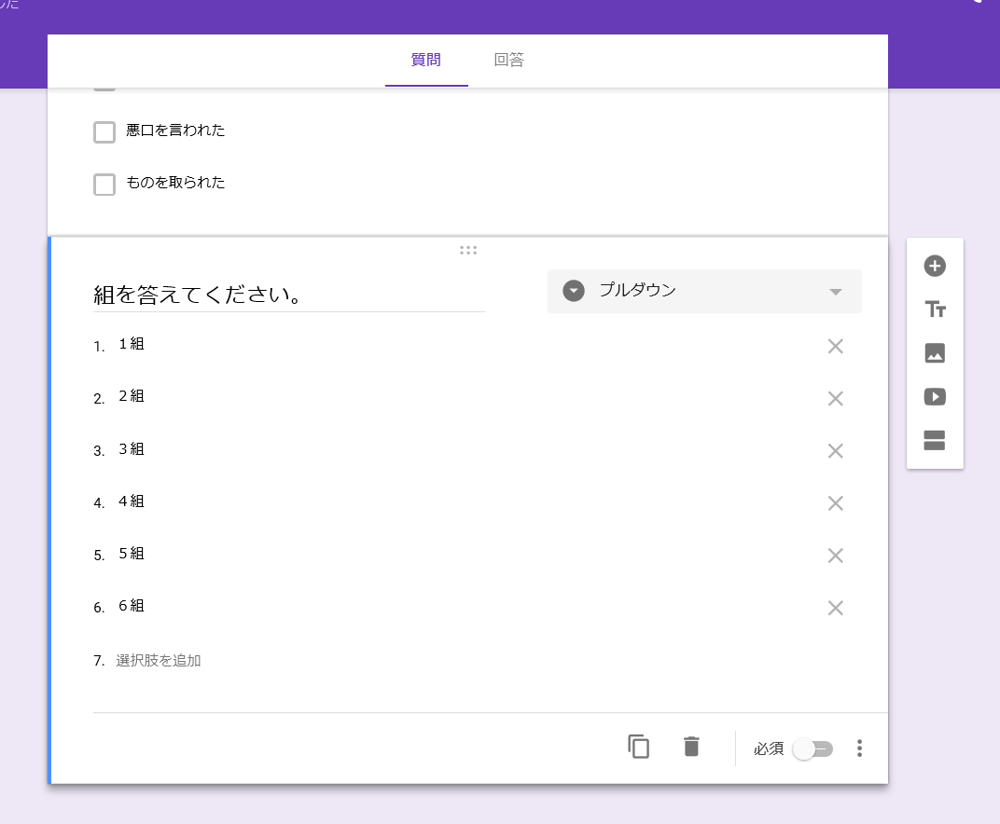 した
質問 回答
悪口を言われた
ものを取られた
組を答えてください。 プルダウン
1. １組
2. ２組
3. ３組
4. ４組
5. ５組
6. ６組
7. 選択肢を追加
必須